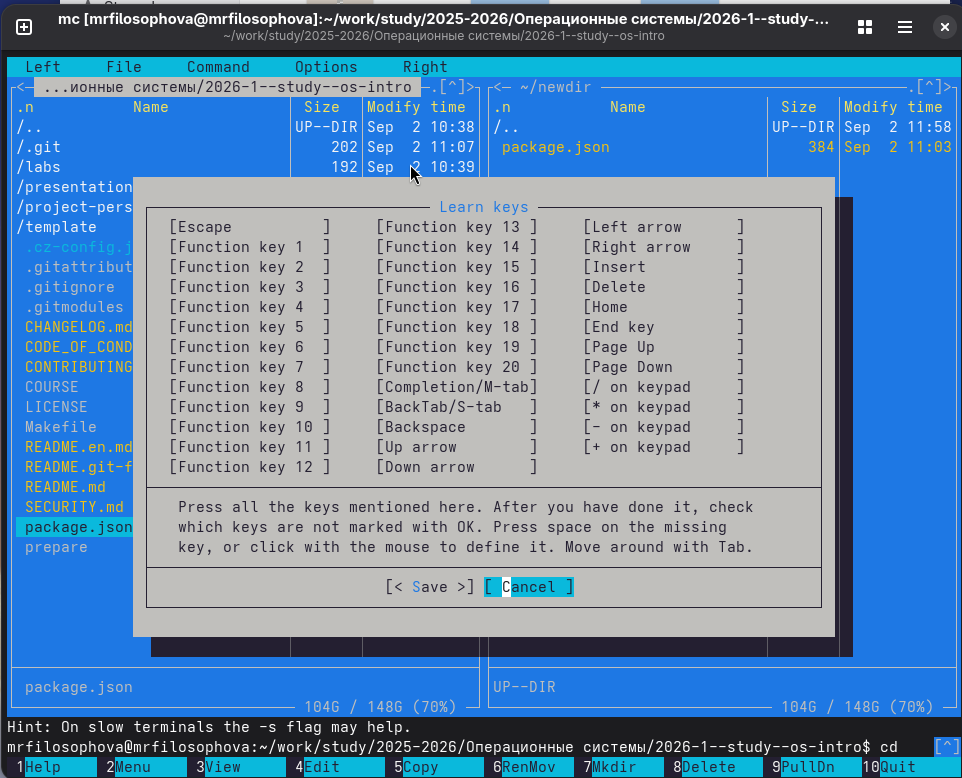 mc [mrfilosophova@mrfilosophova]:~/work/study/2025-2026/Операционные системы/2026-1--study-...
~/work/study/2025-2026/Операционные системы/2026-1--study--os-intro
Left File Command Options Right
<— ...ионные системы/2026-1--study--os-intro —.[^]> <— ~/newdir —.[^]>
.n Name Size Modify time .n Name Size Modify time
/.. UP--DIR Sep 2 10:38 /.. UP--DIR Sep 2 11:58
/.git 202 Sep 2 11:07 package.json 384 Sep 2 11:03
/labs 192 Sep 2 10:39
/presentation
/project-pers
/template
.cz-config.j
.gitattribut
.gitignore
.gitmodules
CHANGELOG.md
CODE_OF_COND
CONTRIBUTING
COURSE
LICENSE
Makefile
README.en.md
README.git-f
README.md
SECURITY.md
package.json
prepare
Learn keys
[Escape ] [Function key 13 ] [Left arrow ]
[Function key 1 ] [Function key 14 ] [Right arrow ]
[Function key 2 ] [Function key 15 ] [Insert ]
[Function key 3 ] [Function key 16 ] [Delete ]
[Function key 4 ] [Function key 17 ] [Home ]
[Function key 5 ] [Function key 18 ] [End key ]
[Function key 6 ] [Function key 19 ] [Page Up ]
[Function key 7 ] [Function key 20 ] [Page Down ]
[Function key 8 ] [Completion/M-tab] [/ on keypad ]
[Function key 9 ] [BackTab/S-tab ] [* on keypad ]
[Function key 10 ] [Backspace ] [- on keypad ]
[Function key 11 ] [Up arrow ] [+ on keypad ]
[Function key 12 ] [Down arrow ]
Press all the keys mentioned here. After you have done it, check
which keys are not marked with OK. Press space on the missing
key, or click with the mouse to define it. Move around with Tab.
[< Save >] [ Cancel ]
package.json UP--DIR
104G / 148G (70%) 104G / 148G (70%)
Hint: On slow terminals the -s flag may help.
mrfilosophova@mrfilosophova:~/work/study/2025-2026/Операционные системы/2026-1--study--os-intro$ cd [^]
1Help 2Menu 3View 4Edit 5Copy 6RenMov 7Mkdir 8Delete 9PullDn 10Quit